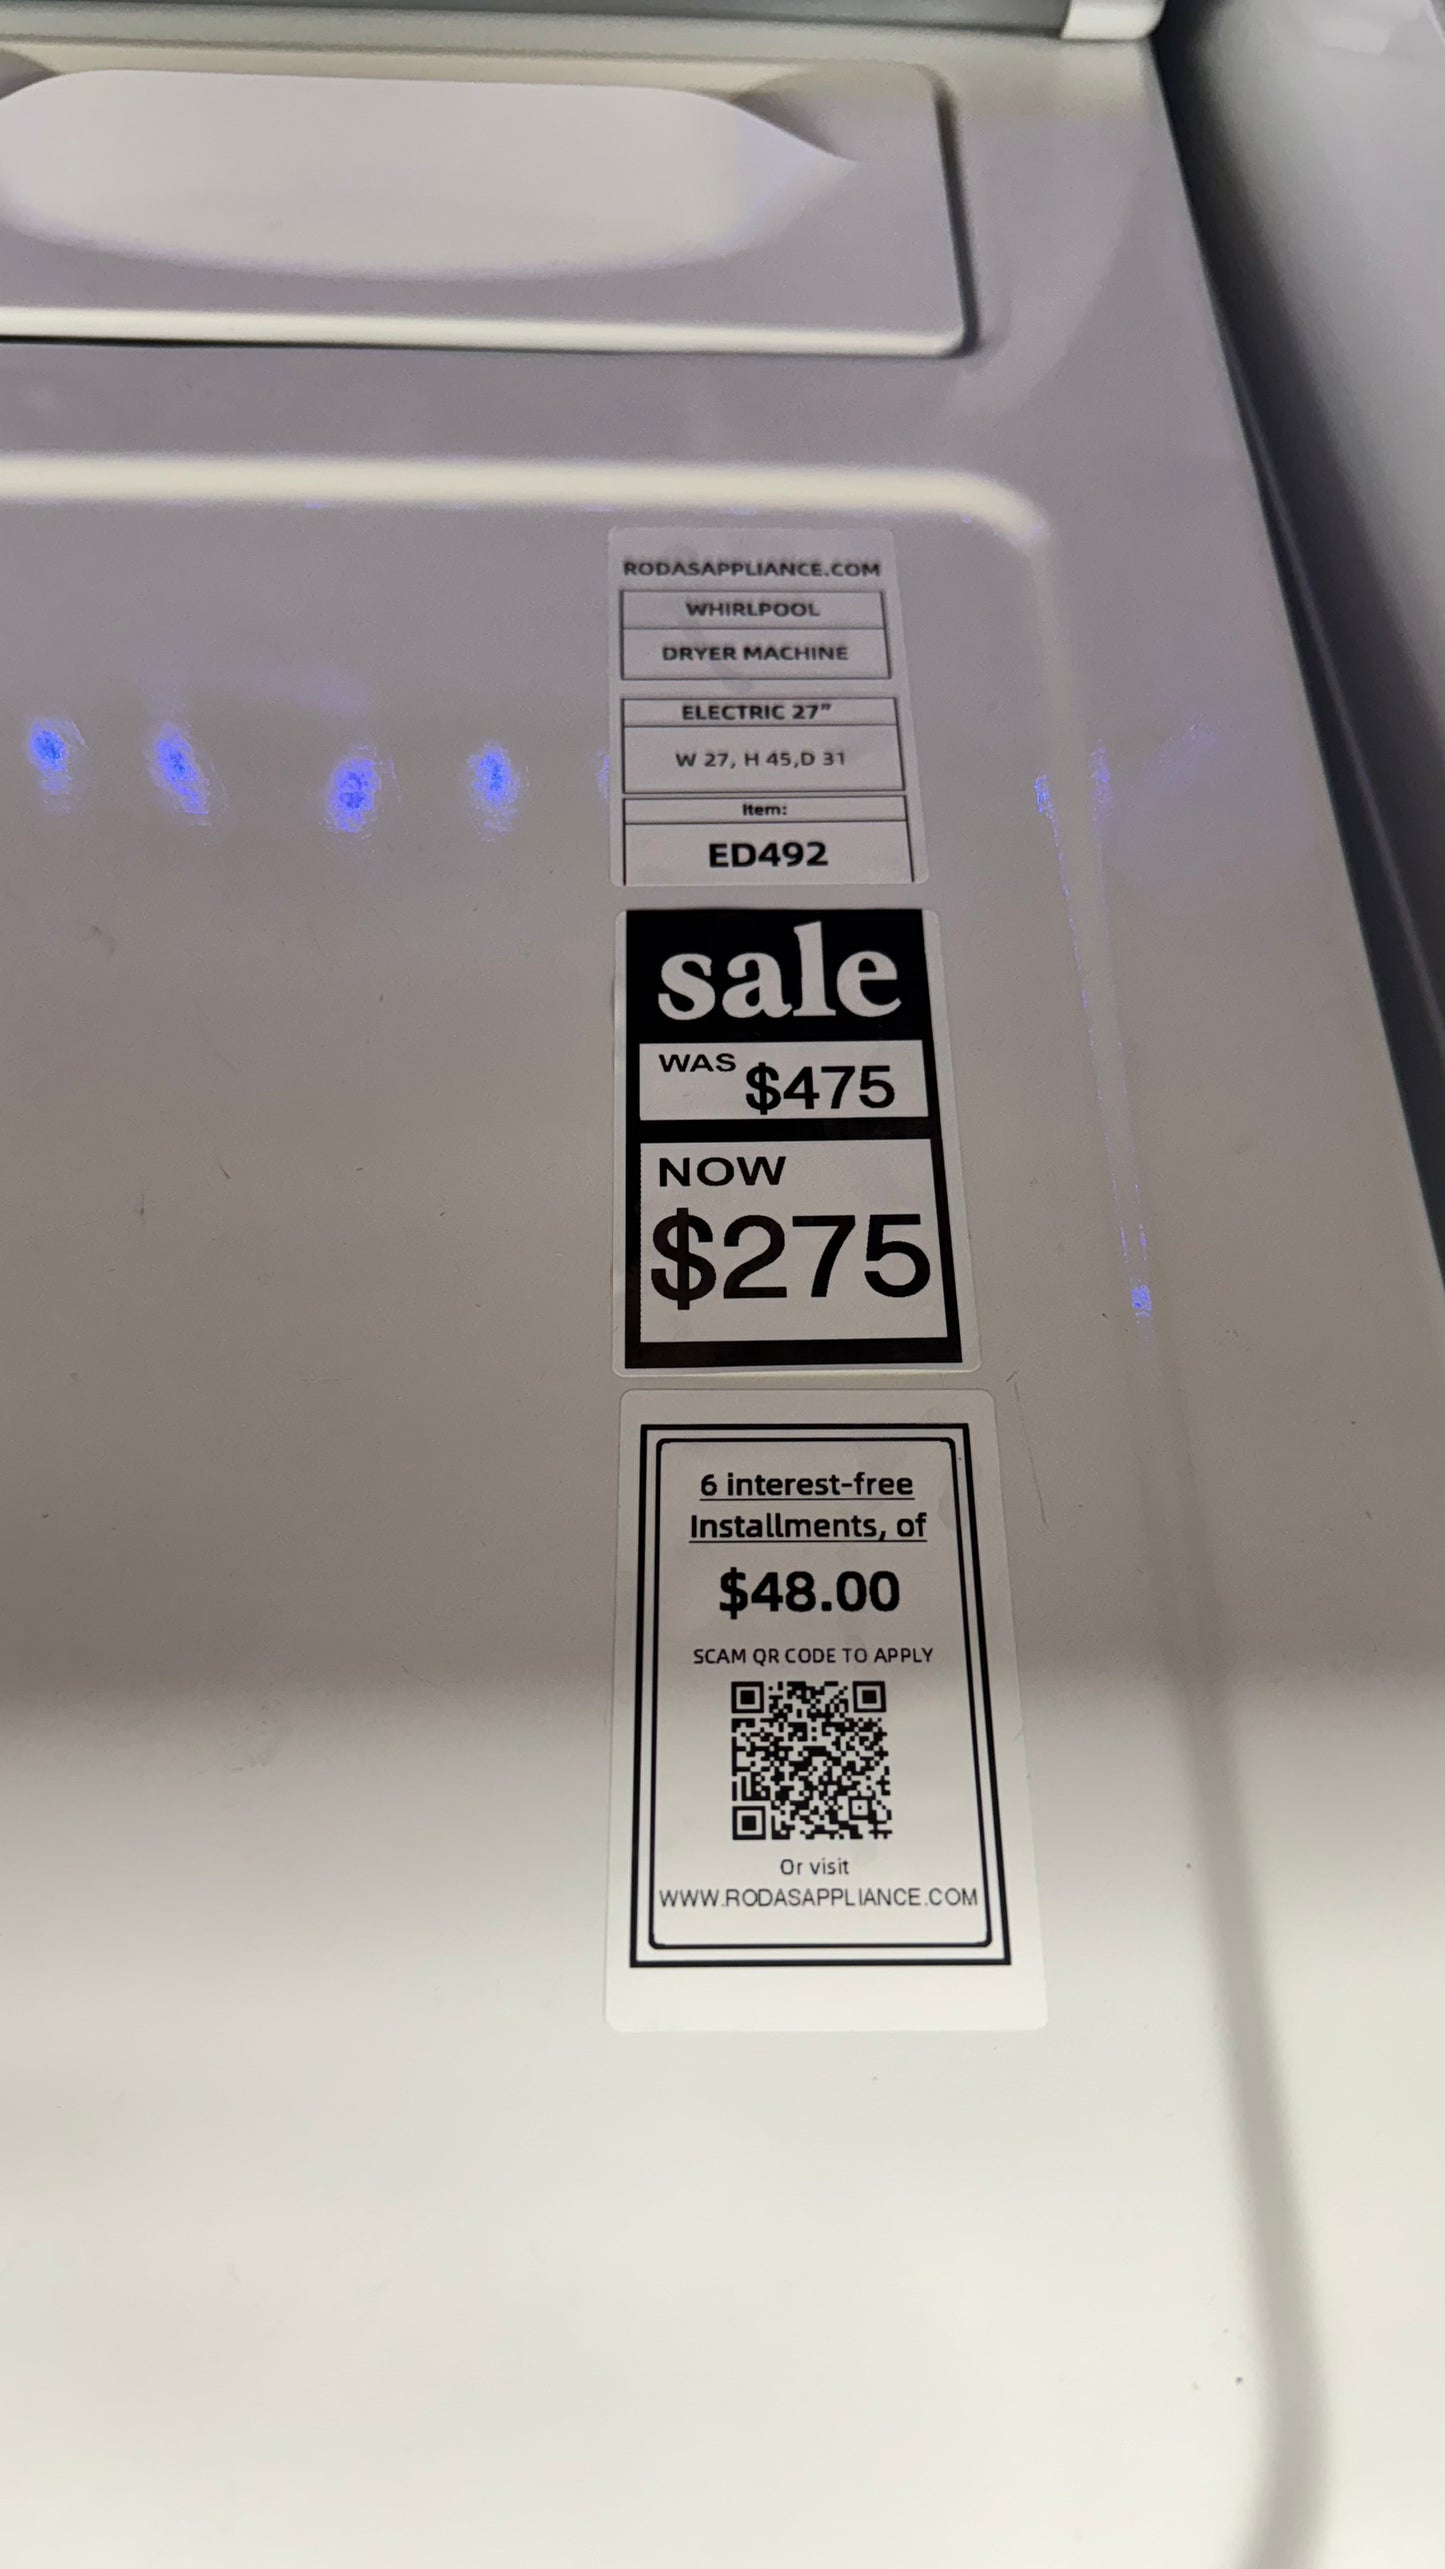 RODASAPPLIANCE.COM
WHIRLPOOL
DRYER MACHINE
ELECTRIC 27"
W 27, H 45,D 31
Item:
ED492
sale
WAS $475
NOW
$275
6 interest-free
Installments, of
$48.00
SCAM QR CODE TO APPLY
Or visit
WWW.RODASAPPLIANCE.COM